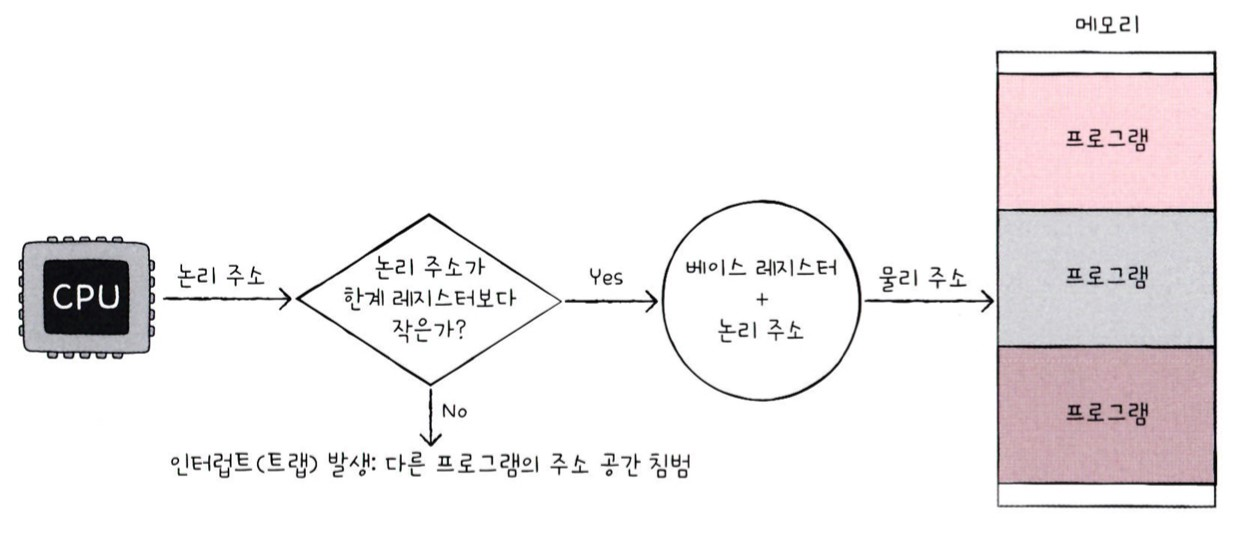 메모리
프로그램
프로그램
프로그램
CPU
논리 주소
논리 주소가
한계 레지스터보다
작은가?
Yes
베이스 레지스터
+
논리 주소
물리 주소
No
인터럽트(트랩) 발생: 다른 프로그램의 주소 공간 침범